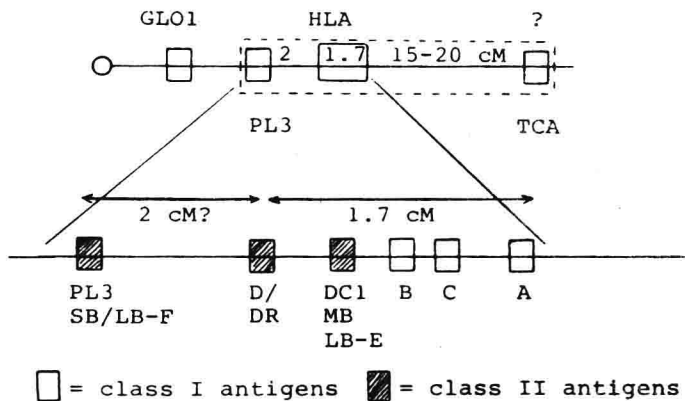 GLO1 HLA ?
2 1.7 15-20 cM
PL3 TCA
2 cM? 1.7 cM
PL3 D/ DC1 B C A
SB/LB-F DR MB
LB-E
= class I antigens = class II antigens